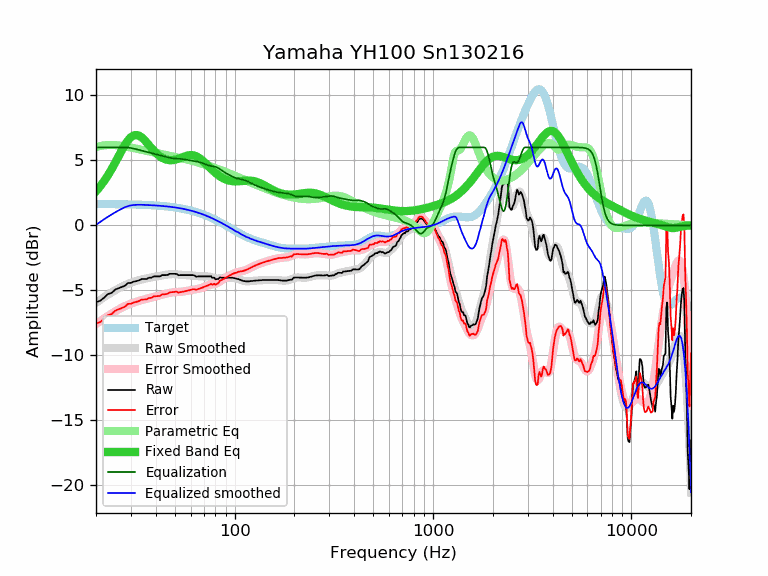 Yamaha YH100 Sn130216
10
5
0
−5
−10
−15
−20
Amplitude (dBr)
Target
Raw Smoothed
Error Smoothed
Raw
Error
Parametric Eq
Fixed Band Eq
Equalization
Equalized smoothed
100 1000 10000
Frequency (Hz)